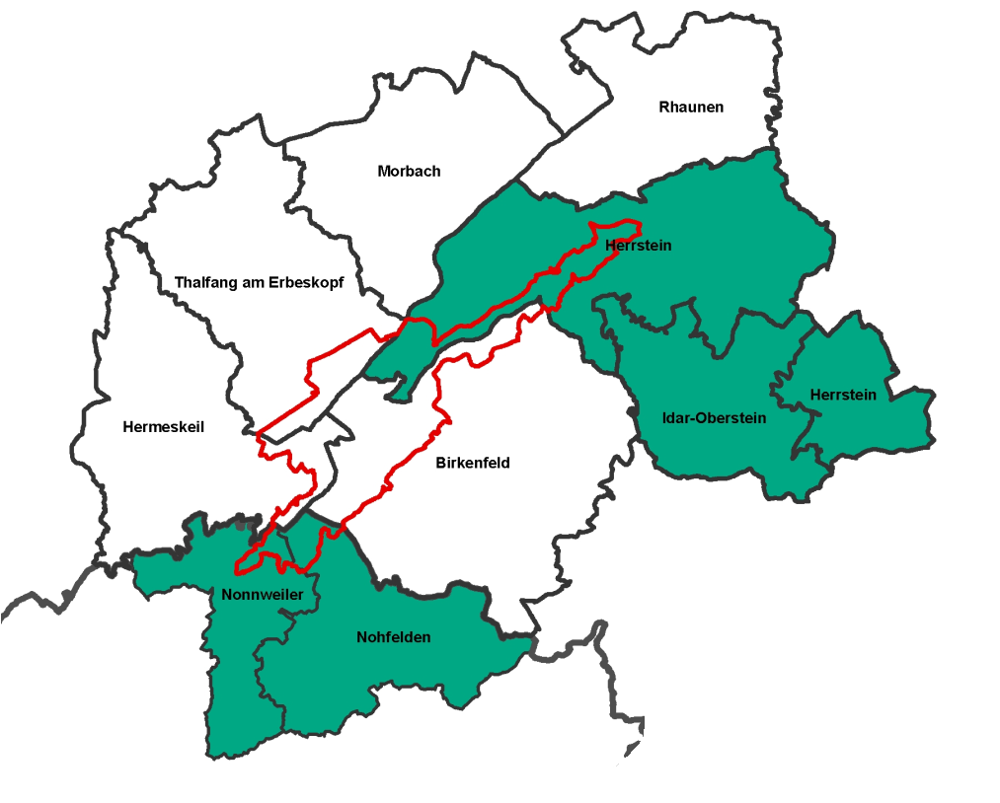 Rhaunen
Morbach
Herrstein
Thalfang am Erbeskopf
Herrstein
Idar-Oberstein
Hermeskeil
Birkenfeld
Nonnweiler
Nohfelden